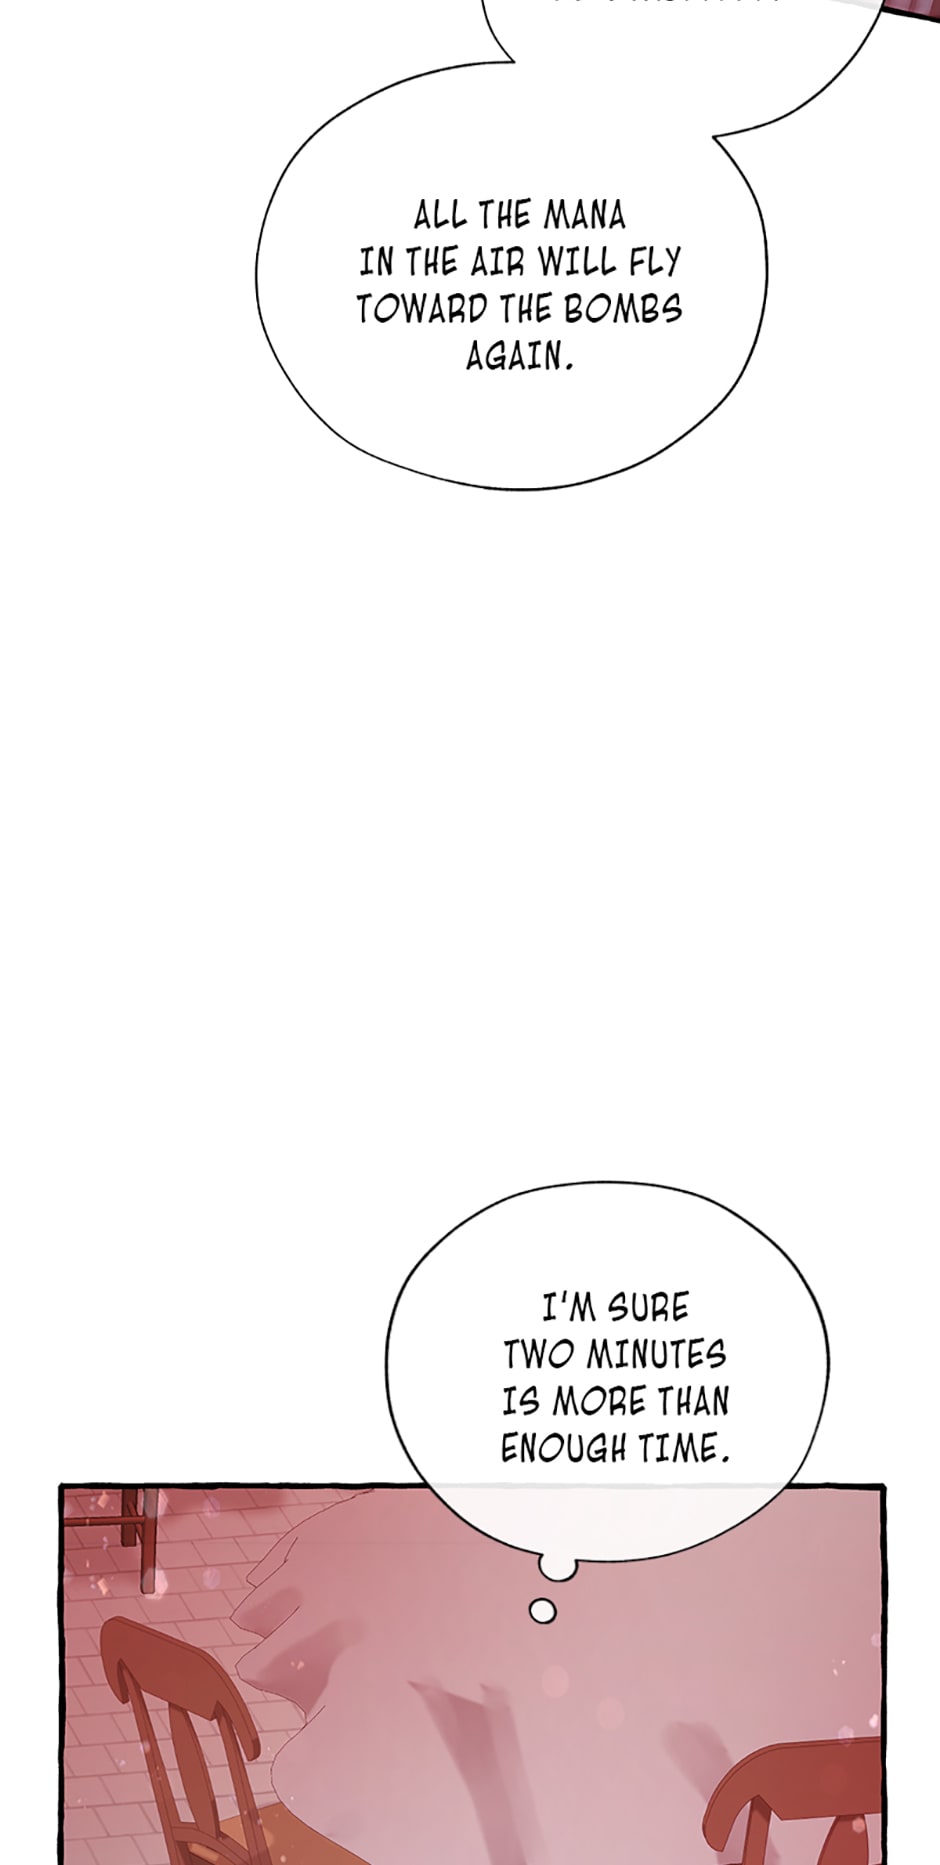 ALL THE MANA
IN THE AIR WILL FLY
TOWARD THE BOMBS
AGAIN.
I'M SURE
TWO MINUTES
IS MORE THAN
ENOUGH TIME.